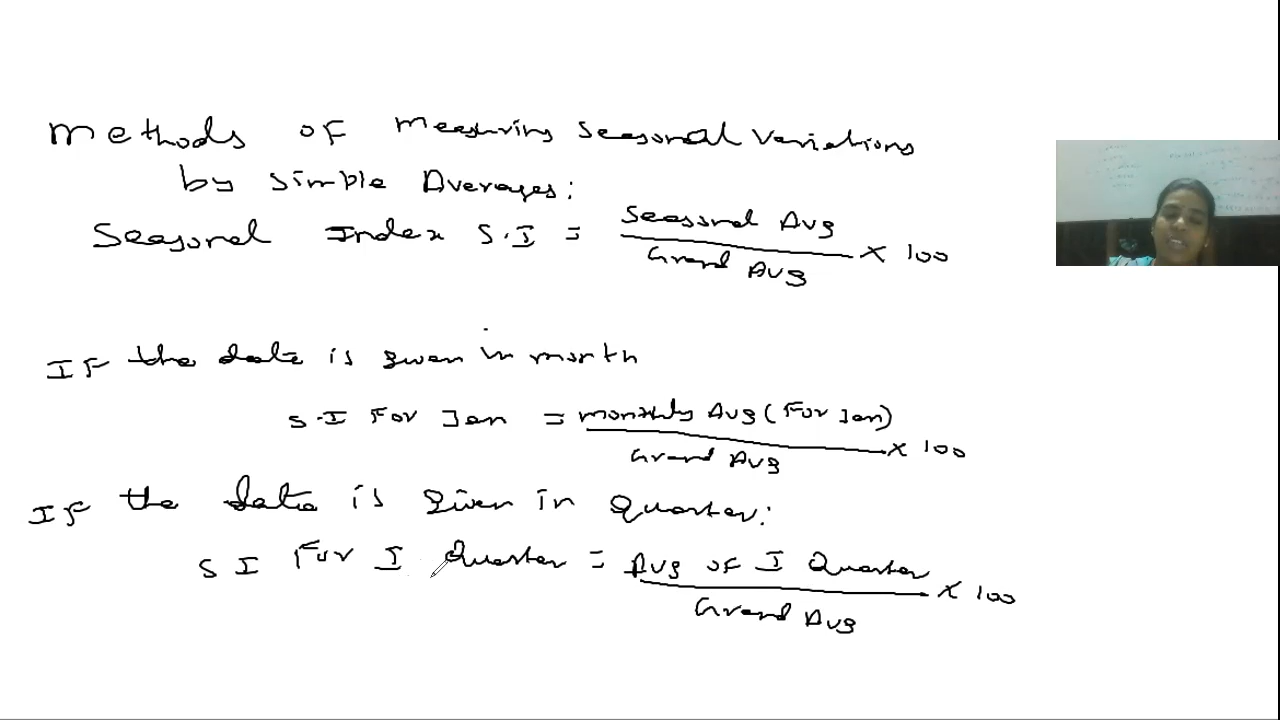 Methods of Measuring Seasonal Variations
by Simple Averages:
Seasonal Index S.I = Seasonal Avg / Grand Avg × 100
If the data is given in month
S.I For Jan = monthly Avg (For Jan) / Grand Avg × 100
If the data is given in Quarter:
S I For I Quarter = Avg of I Quarter / Grand Avg × 100